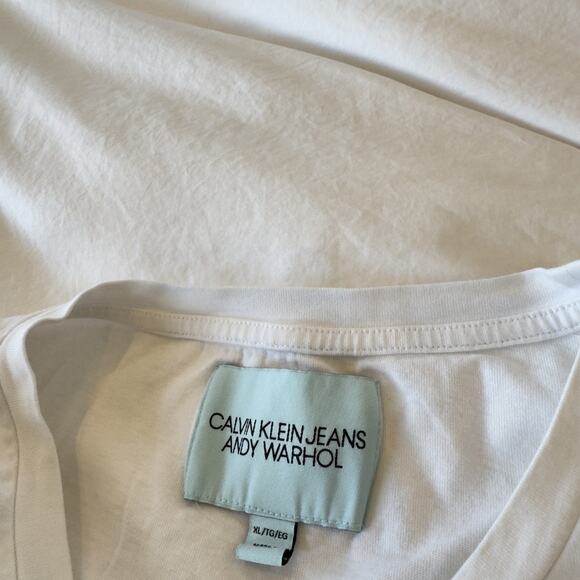 CALVIN KLEIN JEANS
ANDY WARHOL
XL/TG/EG